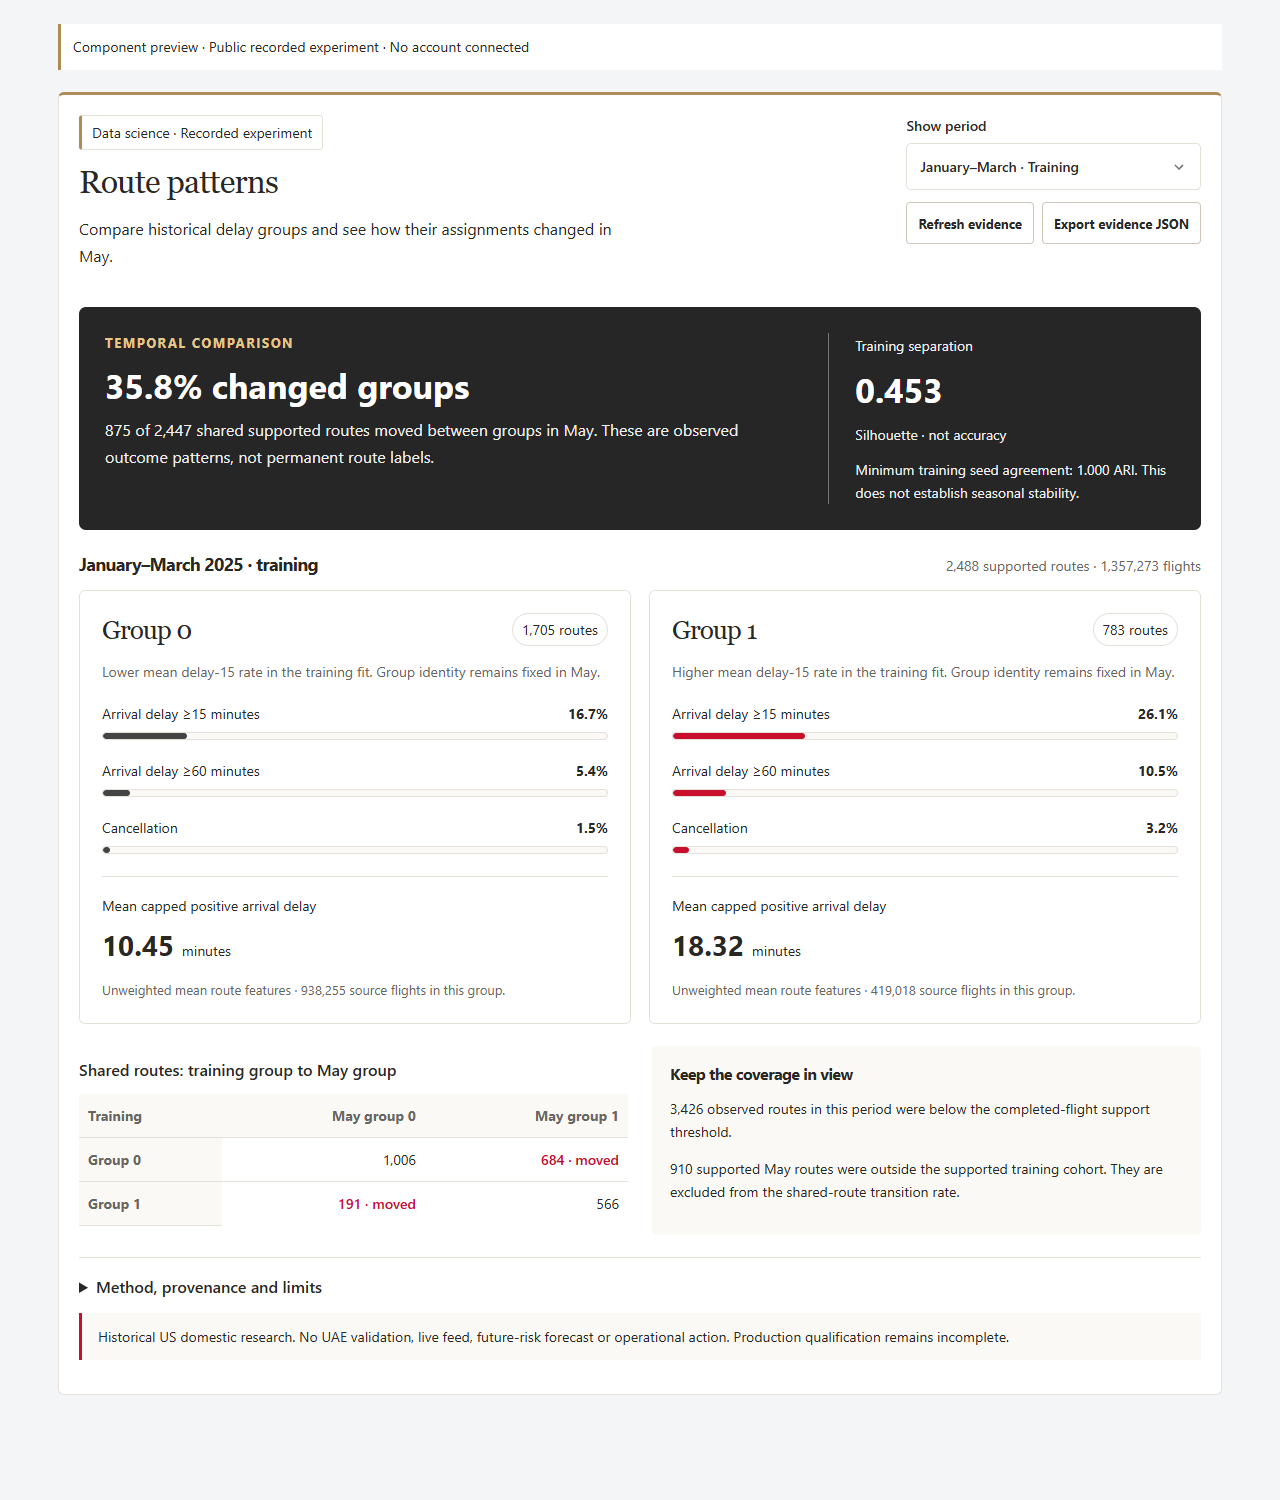 Component preview · Public recorded experiment · No account connected
Data science · Recorded experiment
Route patterns
Compare historical delay groups and see how their assignments changed in
May.
Show period
January–March · Training
Refresh evidence
Export evidence JSON
TEMPORAL COMPARISON
35.8% changed groups
875 of 2,447 shared supported routes moved between groups in May. These are observed
outcome patterns, not permanent route labels.
Training separation
0.453
Silhouette · not accuracy
Minimum training seed agreement: 1.000 ARI. This
does not establish seasonal stability.
January–March 2025 · training
2,488 supported routes · 1,357,273 flights
Group 0
1,705 routes
Lower mean delay-15 rate in the training fit. Group identity remains fixed in May.
Arrival delay ≥15 minutes 16.7%
Arrival delay ≥60 minutes 5.4%
Cancellation 1.5%
Mean capped positive arrival delay
10.45 minutes
Unweighted mean route features · 938,255 source flights in this group.
Group 1
783 routes
Higher mean delay-15 rate in the training fit. Group identity remains fixed in May.
Arrival delay ≥15 minutes 26.1%
Arrival delay ≥60 minutes 10.5%
Cancellation 3.2%
Mean capped positive arrival delay
18.32 minutes
Unweighted mean route features · 419,018 source flights in this group.
Shared routes: training group to May group
Training May group 0 May group 1
Group 0 1,006 684 · moved
Group 1 191 · moved 566
Keep the coverage in view
3,426 observed routes in this period were below the completed-flight support
threshold.
910 supported May routes were outside the supported training cohort. They are
excluded from the shared-route transition rate.
Method, provenance and limits
Historical US domestic research. No UAE validation, live feed, future-risk forecast or operational action. Production qualification remains incomplete.